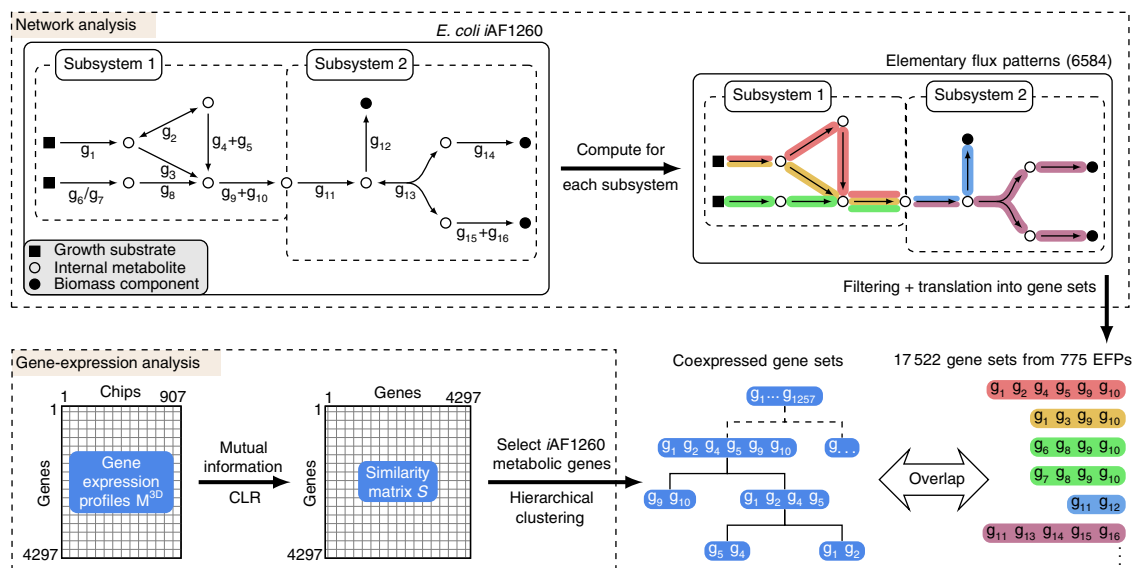 Network analysis
E. coli iAF1260
Subsystem 1
Subsystem 2
g1
g2
g3
g4+g5
g6/g7
g8
g9+g10
g11
g12
g13
g14
g15+g16
Growth substrate
Internal metabolite
Biomass component
Compute for
each subsystem
Elementary flux patterns (6584)
Subsystem 1
Subsystem 2
Filtering + translation into gene sets
Gene-expression analysis
Chips
1 907
1
Genes
4297
Gene
expression
profiles M3D
Mutual
information
CLR
Genes
1 4297
1
Genes
4297
Similarity
matrix S
Select iAF1260
metabolic genes
Hierarchical
clustering
Coexpressed gene sets
g1... g1257
g1 g2 g4 g5 g9 g10
g...
g9 g10
g1 g2 g4 g5
g5 g4
g1 g2
Overlap
17 522 gene sets from 775 EFPs
g1 g2 g4 g5 g9 g10
g1 g3 g9 g10
g6 g8 g9 g10
g7 g8 g9 g10
g11 g12
g11 g13 g14 g15 g16
⋮